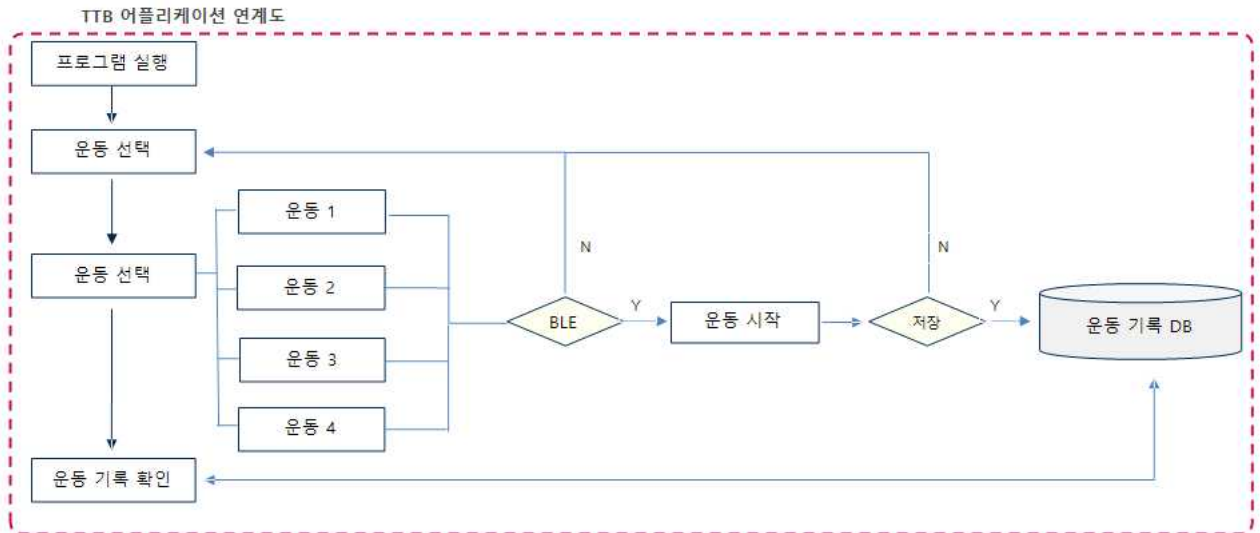 TTB 어플리케이션 연계도
프로그램 실행
운동 선택
운동 1
N
N
운동 선택
운동 2
BLE
Y
운동 시작
저장
Y
운동 기록 DB
운동 3
운동 4
운동 기록 확인